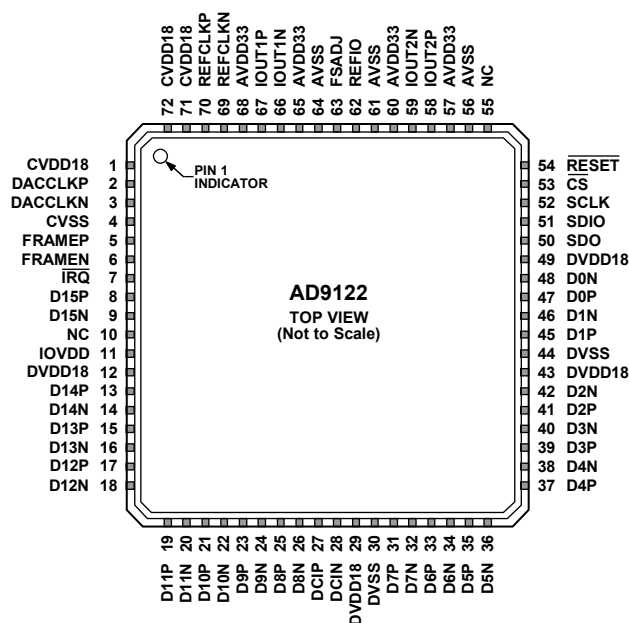 72 CVDD18
71 CVDD18
70 REFCLKP
69 REFCLKN
68 AVDD33
67 IOUT1P
66 IOUT1N
65 AVDD33
64 AVSS
63 FSADJ
62 REFIO
61 AVSS
60 AVDD33
59 IOUT2N
58 IOUT2P
57 AVDD33
56 AVSS
55 NC
CVDD18 1
DACCLKP 2
DACCLKN 3
CVSS 4
FRAMEP 5
FRAMEN 6
IRQ 7
D15P 8
D15N 9
NC 10
IOVDD 11
DVDD18 12
D14P 13
D14N 14
D13P 15
D13N 16
D12P 17
D12N 18
PIN 1
INDICATOR
AD9122
TOP VIEW
(Not to Scale)
54 RESET
53 CS
52 SCLK
51 SDIO
50 SDO
49 DVDD18
48 D0N
47 D0P
46 D1N
45 D1P
44 DVSS
43 DVDD18
42 D2N
41 D2P
40 D3N
39 D3P
38 D4N
37 D4P
D11P 19
D11N 20
D10P 21
D10N 22
D9P 23
D9N 24
D8P 25
D8N 26
DCIP 27
DCIN 28
DVDD18 29
DVSS 30
D7P 31
D7N 32
D6P 33
D6N 34
D5P 35
D5N 36